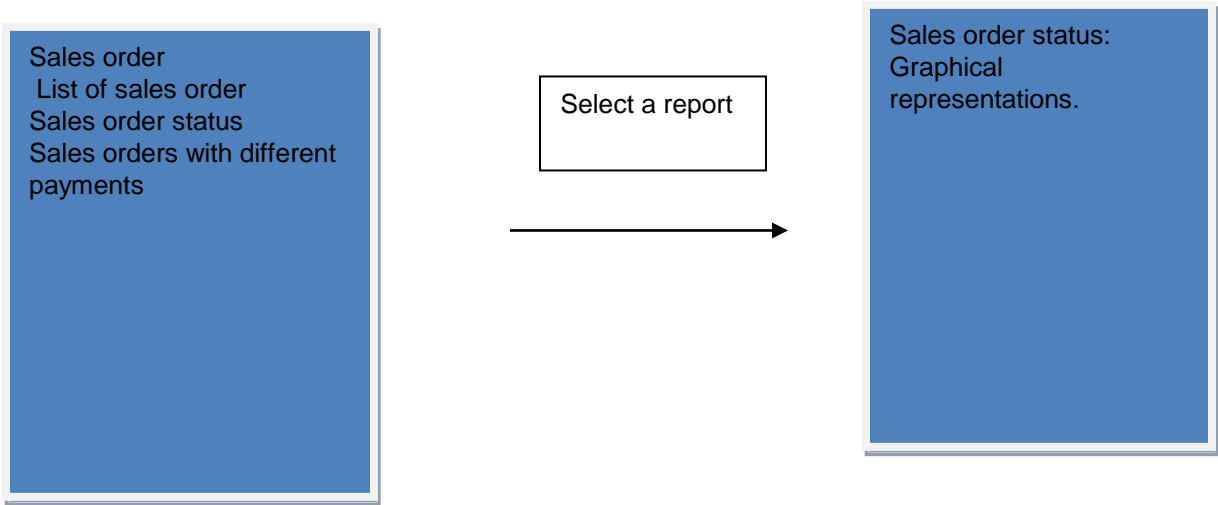 Sales order
List of sales order
Sales order status
Sales orders with different
payments
Select a report
Sales order status:
Graphical
representations.